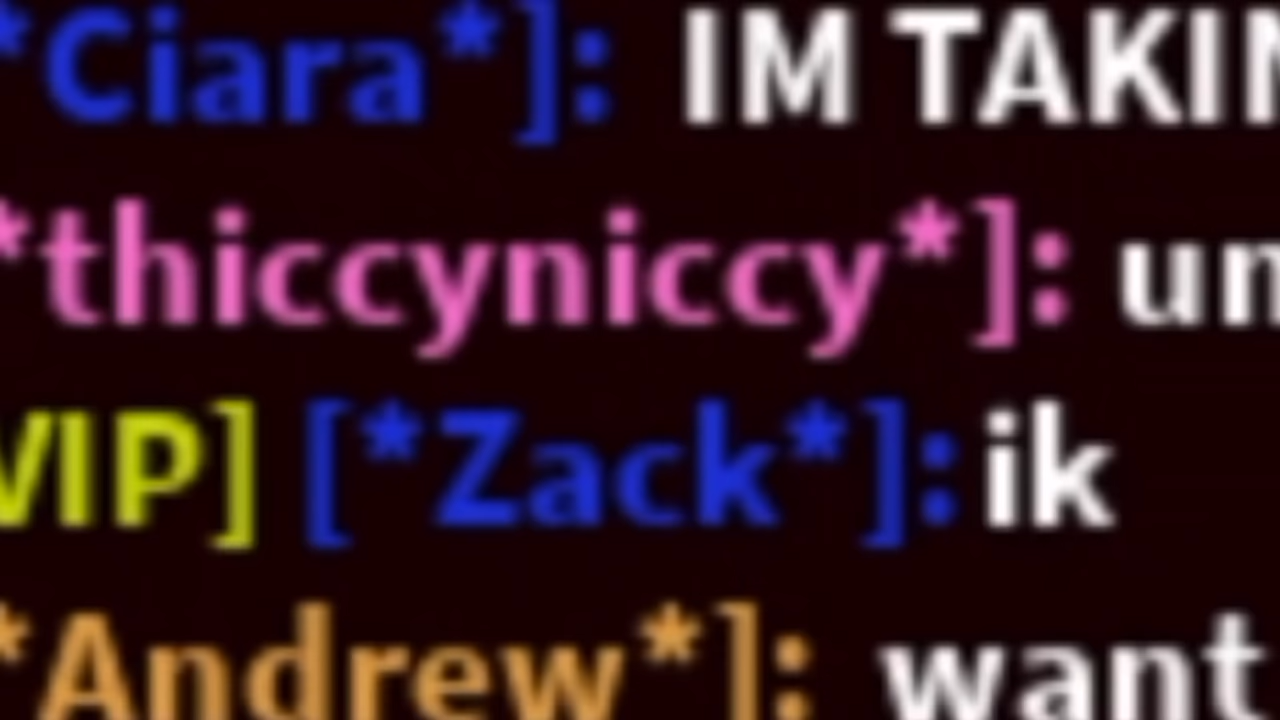 *Ciara*]: IM TAKIN
*thiccyniccy*]: un
VIP] [*Zack*]: ik
*Andrew*]: want